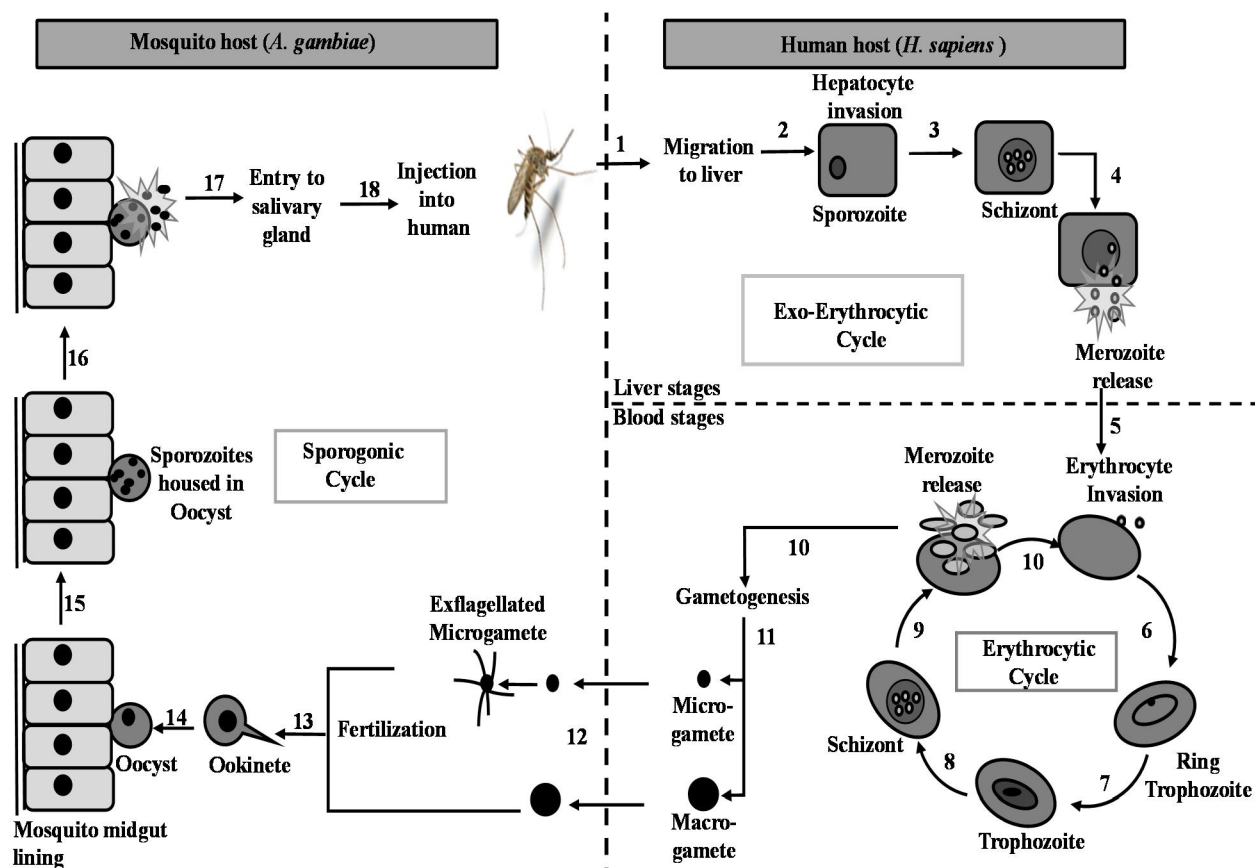 Mosquito host (A. gambiae)
Human host (H. sapiens )
17
Entry to
salivary
gland
18
Injection
into
human
1
Migration
to liver
2
Hepatocyte
invasion
Sporozoite
3
Schizont
4
Exo-Erythrocytic
Cycle
Merozoite
release
Liver stages
Blood stages
5
16
Sporozoites
housed in
Oocyst
Sporogonic
Cycle
Merozoite
release
Erythrocyte
Invasion
10
10
Gametogenesis
11
9
Erythrocytic
Cycle
6
15
Exflagellated
Microgamete
Micro-
gamete
Schizont
12
Fertilization
13
14
Oocyst
Ookinete
8
7
Ring
Trophozoite
Trophozoite
Macro-
gamete
Mosquito midgut
lining